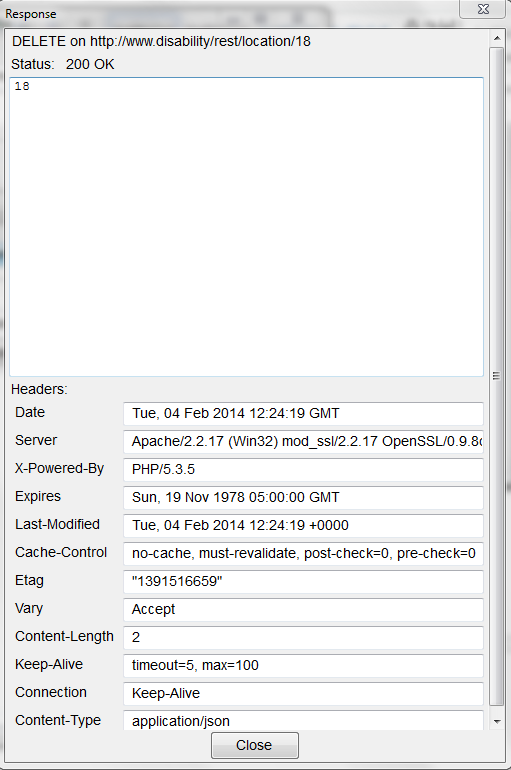 Response
DELETE on http://www.disability/rest/location/18
Status: 200 OK
18
Headers:
Date Tue, 04 Feb 2014 12:24:19 GMT
Server Apache/2.2.17 (Win32) mod_ssl/2.2.17 OpenSSL/0.9.8
X-Powered-By PHP/5.3.5
Expires Sun, 19 Nov 1978 05:00:00 GMT
Last-Modified Tue, 04 Feb 2014 12:24:19 +0000
Cache-Control no-cache, must-revalidate, post-check=0, pre-check=0
Etag "1391516659"
Vary Accept
Content-Length 2
Keep-Alive timeout=5, max=100
Connection Keep-Alive
Content-Type application/json
Close